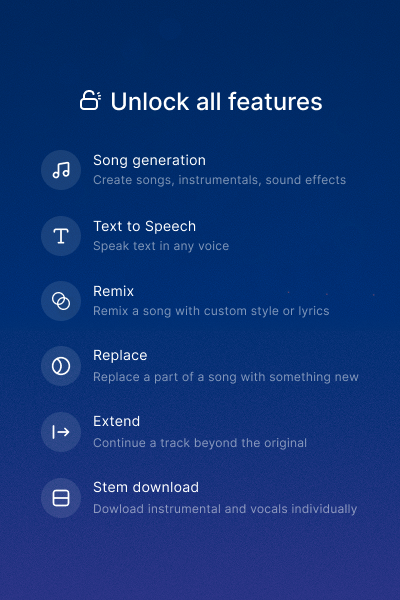 Unlock all features
Song generation
Create songs, instrumentals, sound effects
Text to Speech
Speak text in any voice
Remix
Remix a song with custom style or lyrics
Replace
Replace a part of a song with something new
Extend
Continue a track beyond the original
Stem download
Dowload instrumental and vocals individually